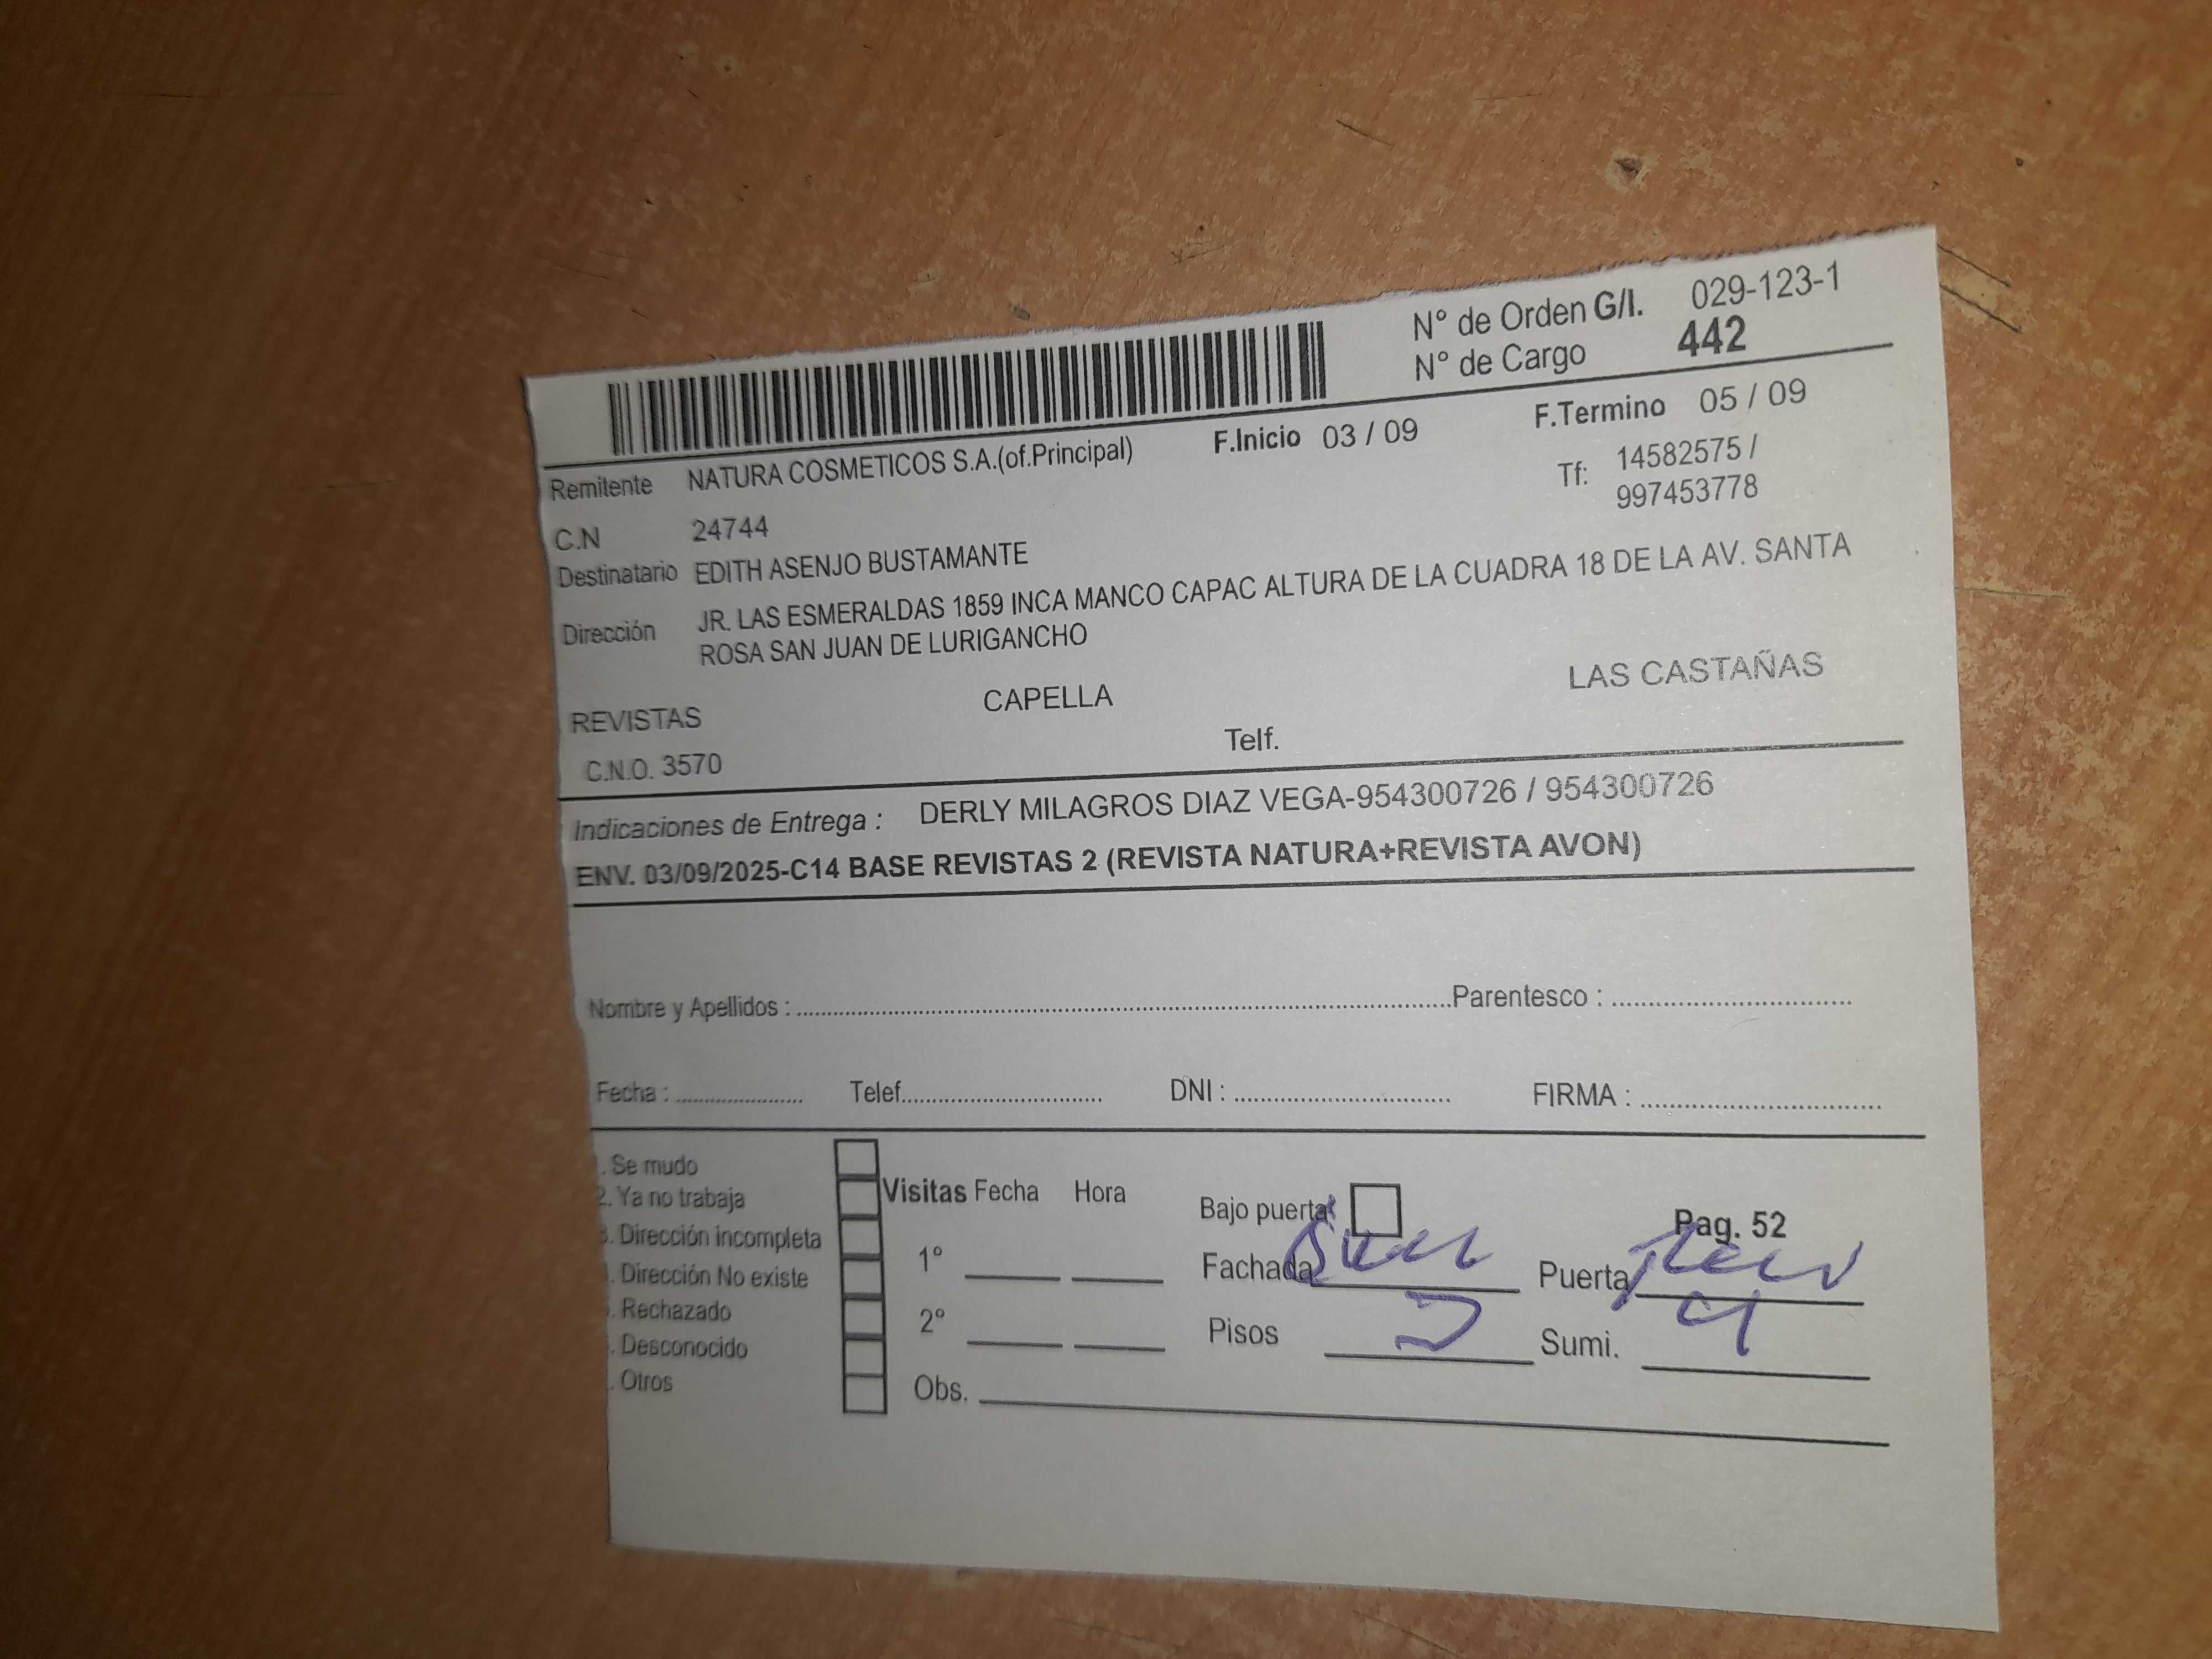 N° de Orden G/I. 029-123-1
N° de Cargo 442
F.Inicio 03 / 09 F.Termino 05 / 09
Remitente NATURA COSMETICOS S.A.(of.Principal) Tf: 14582575 /
997453778
C.N 24744
Destinatario EDITH ASENJO BUSTAMANTE
Dirección JR. LAS ESMERALDAS 1859 INCA MANCO CAPAC ALTURA DE LA CUADRA 18 DE LA AV. SANTA
ROSA SAN JUAN DE LURIGANCHO
REVISTAS CAPELLA LAS CASTAÑAS
C.N.O. 3570 Telf.
Indicaciones de Entrega : DERLY MILAGROS DIAZ VEGA-954300726 / 954300726
ENV. 03/09/2025-C14 BASE REVISTAS 2 (REVISTA NATURA+REVISTA AVON)
Nombre y Apellidos : Parentesco :
Fecha : Telef. DNI : FIRMA :
. Se mudo
2. Ya no trabaja
3. Dirección incompleta
. Dirección No existe
. Rechazado
. Desconocido
. Otros
Visitas Fecha Hora
1°
2°
Obs.
Bajo puerta Pag. 52
Fachada Puerta
Pisos Sumi.